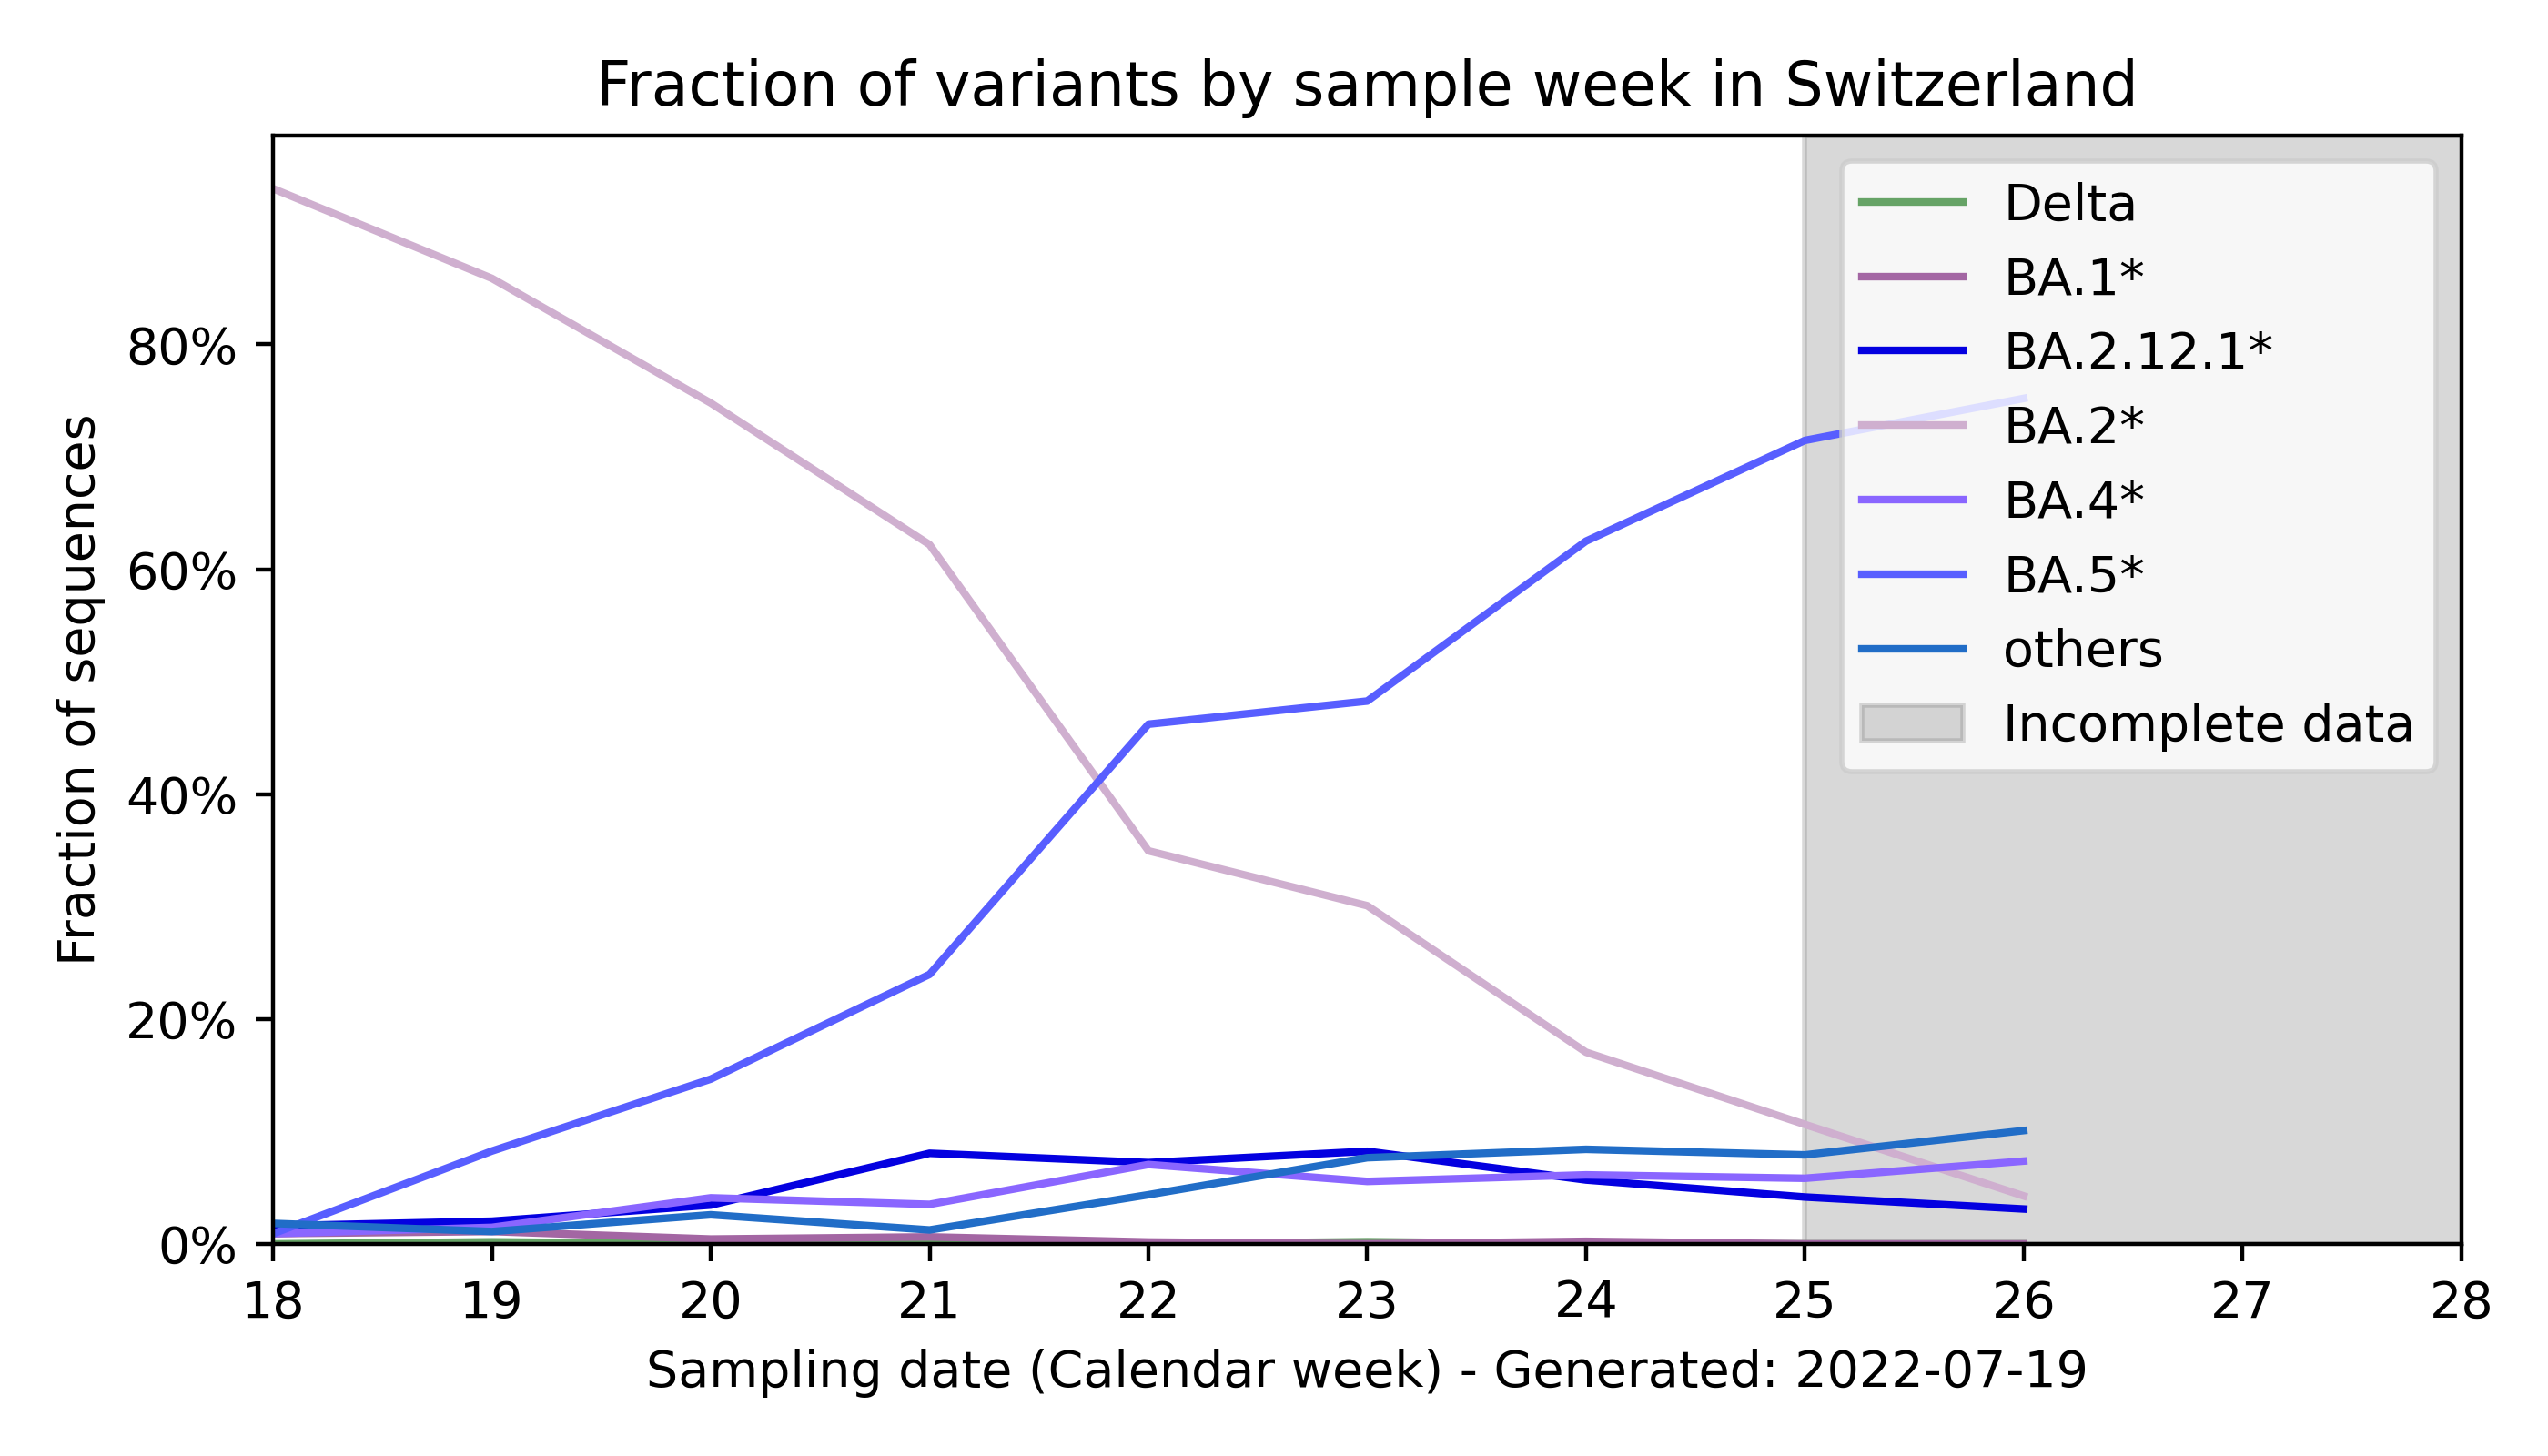 Fraction of variants by sample week in Switzerland
Fraction of sequences
80%
60%
40%
20%
0%
Delta
BA.1*
BA.2.12.1*
BA.2*
BA.4*
BA.5*
others
Incomplete data
18 19 20 21 22 23 24 25 26 27 28
Sampling date (Calendar week) - Generated: 2022-07-19